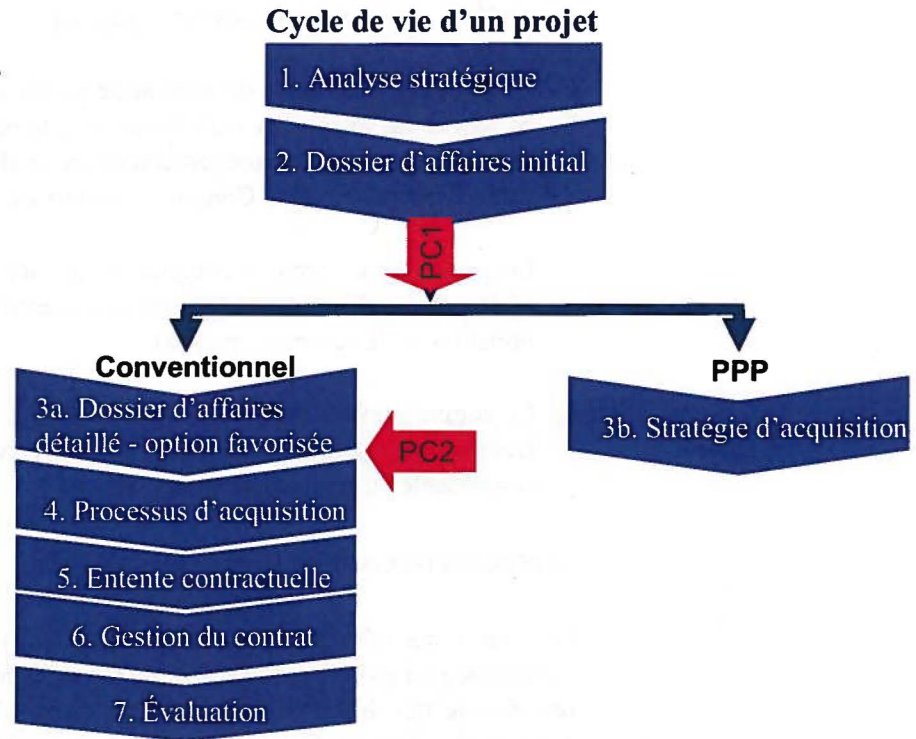 Cycle de vie d'un projet
1. Analyse stratégique
2. Dossier d'affaires initial
PC1
Conventionnel
PPP
3a. Dossier d'affaires
détaillé - option favorisée
3b. Stratégie d'acquisition
PC2
4. Processus d'acquisition
5. Entente contractuelle
6. Gestion du contrat
7. Évaluation